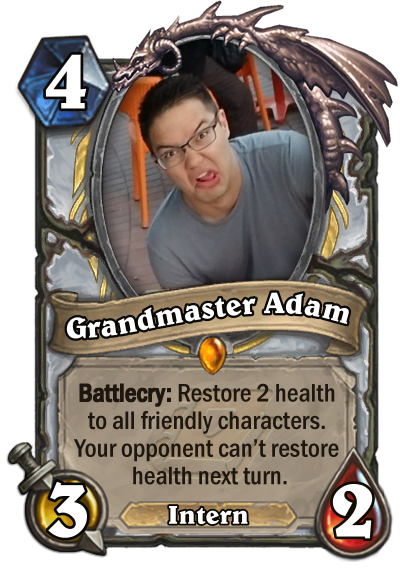 4
Grandmaster Adam
Battlecry: Restore 2 health
to all friendly characters.
Your opponent can't restore
health next turn.
3
Intern
2